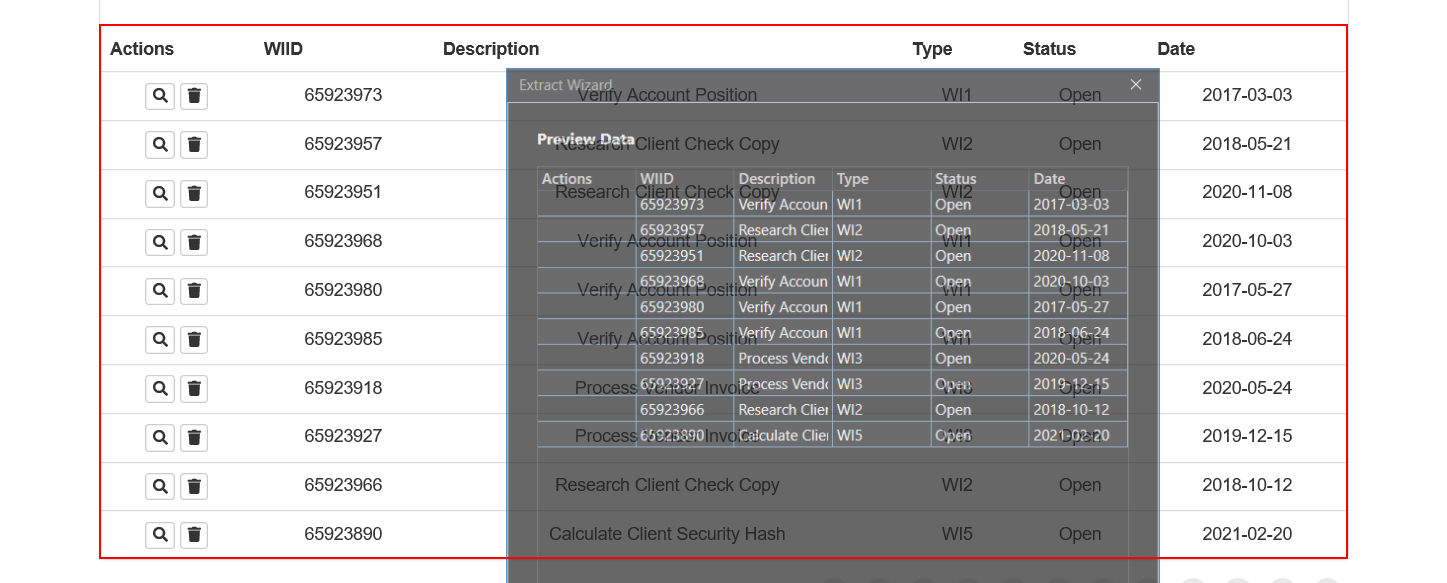 Actions WIID Description Type Status Date
65923973 Verify Account Position WI1 Open 2017-03-03
65923957 Research Client Check Copy WI2 Open 2018-05-21
65923951 Research Client Check Copy WI2 Open 2020-11-08
65923968 Verify Account Position WI1 Open 2020-10-03
65923980 Verify Account Position WI1 Open 2017-05-27
65923985 Verify Account Position WI1 Open 2018-06-24
65923918 Process Vendor Invoice WI3 Open 2020-05-24
65923927 Process Vendor Invoice WI3 Open 2019-12-15
65923966 Research Client Check Copy WI2 Open 2018-10-12
65923890 Calculate Client Security Hash WI5 Open 2021-02-20
Extract Wizard
Preview Data
Actions WIID Description Type Status Date
65923973 Verify Accoun WI1 Open 2017-03-03
65923957 Research Clien WI2 Open 2018-05-21
65923951 Research Clien WI2 Open 2020-11-08
65923968 Verify Accoun WI1 Open 2020-10-03
65923980 Verify Accoun WI1 Open 2017-05-27
65923985 Verify Accoun WI1 Open 2018-06-24
65923918 Process Vendo WI3 Open 2020-05-24
65923927 Process Vendo WI3 Open 2019-12-15
65923966 Research Clien WI2 Open 2018-10-12
65923890 Calculate Clien WI5 Open 2021-02-20